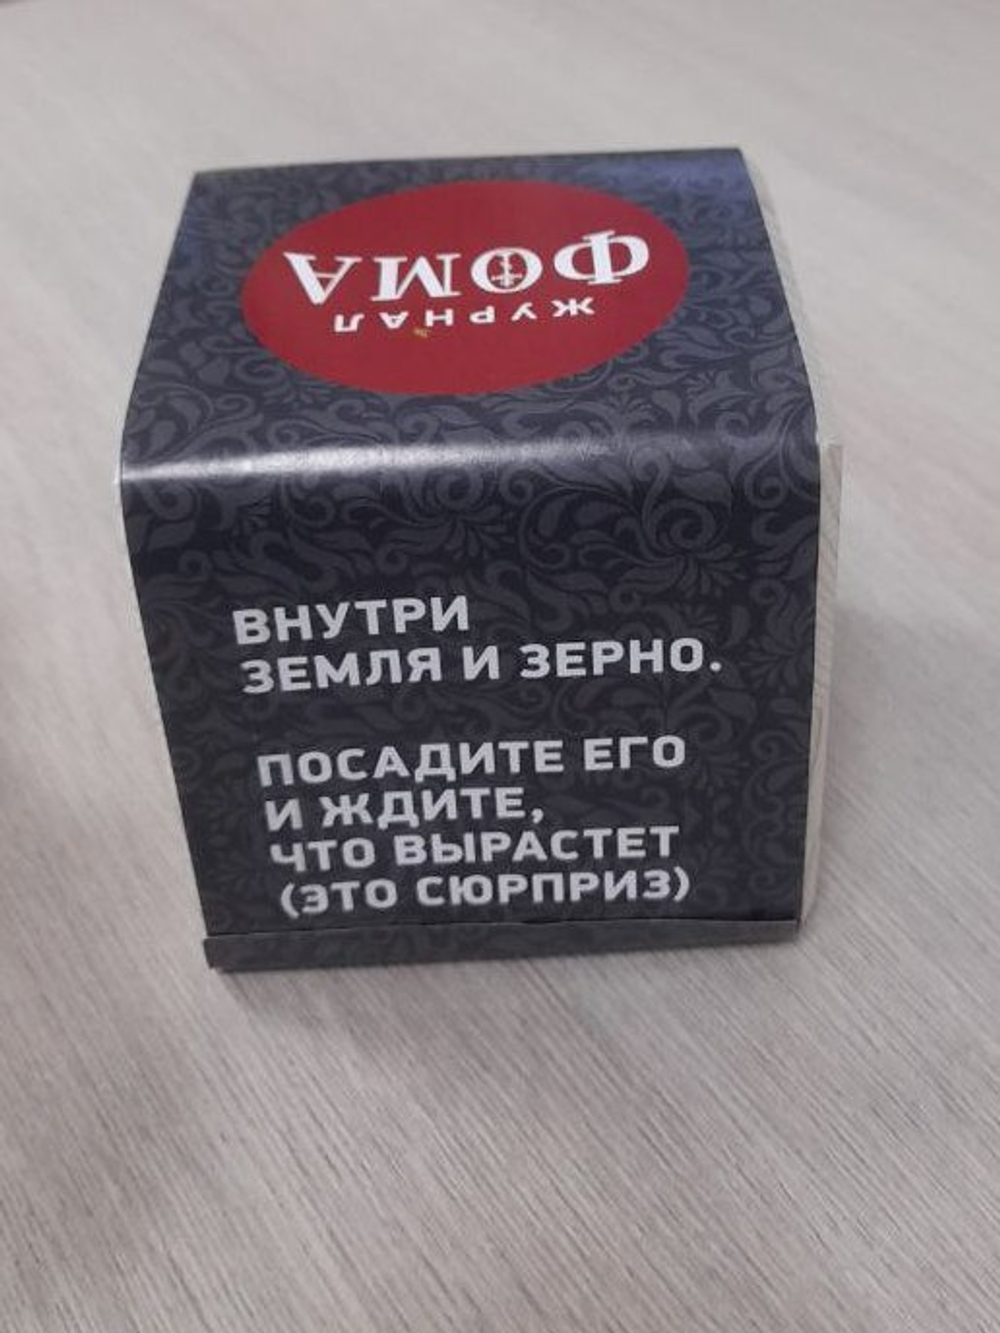 ЖУРНАЛ
ФОМА
ВНУТРИ
ЗЕМЛЯ И ЗЕРНО.
ПОСАДИТЕ ЕГО
И ЖДИТЕ,
ЧТО ВЫРАСТЕТ
(ЭТО СЮРПРИЗ)